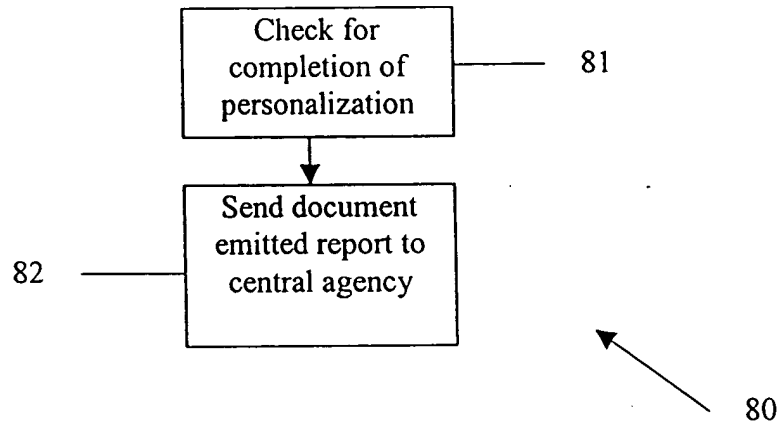 Check for
completion of
personalization
81
Send document
emitted report to
central agency
82
80